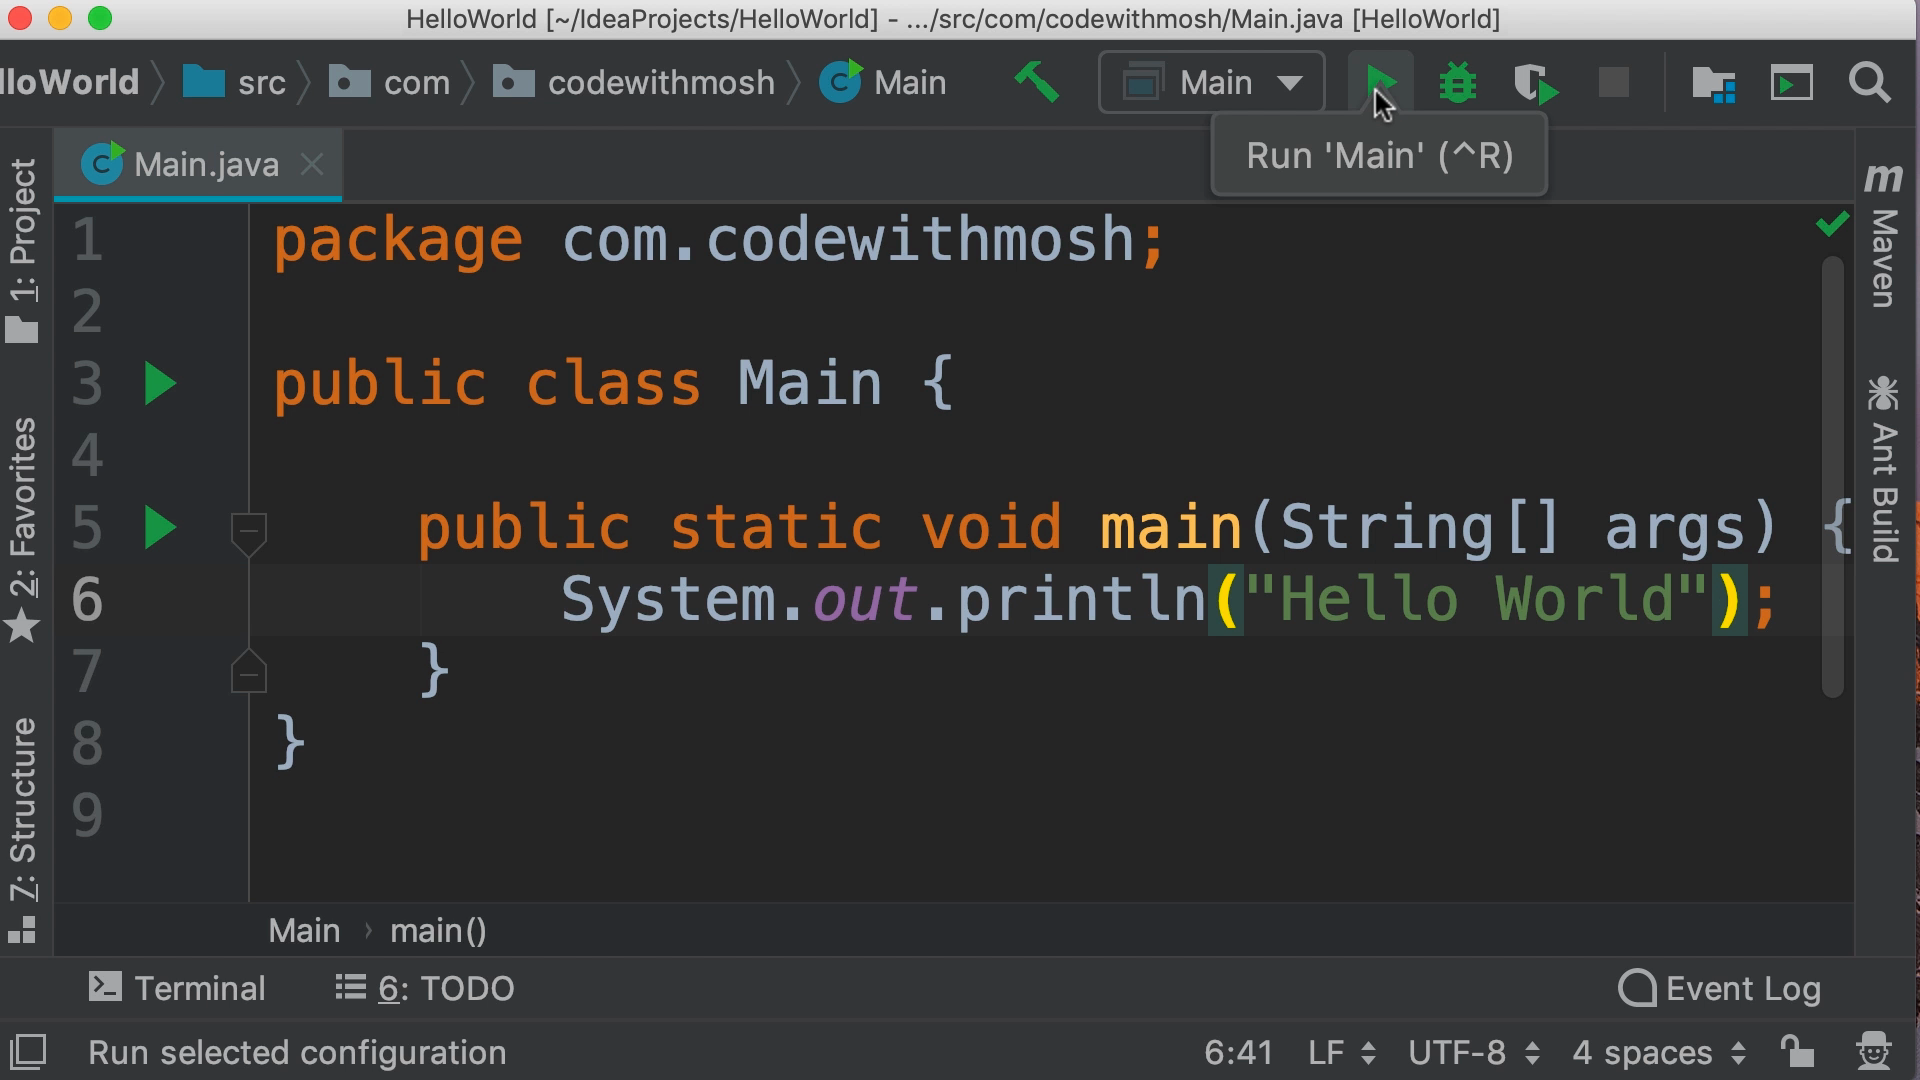 HelloWorld [~/IdeaProjects/HelloWorld] - .../src/com/codewithmosh/Main.java [HelloWorld]
lloWorld src com codewithmosh Main
Main
Run 'Main' (^R)
Main.java
1: Project
2: Favorites
7: Structure
1 package com.codewithmosh;
2
3 public class Main {
4
5 public static void main(String[] args) {
6 System.out.println("Hello World");
7 }
8 }
9
m Maven
Ant Build
Main › main()
Terminal
6: TODO
Event Log
Run selected configuration
6:41 LF UTF-8 4 spaces